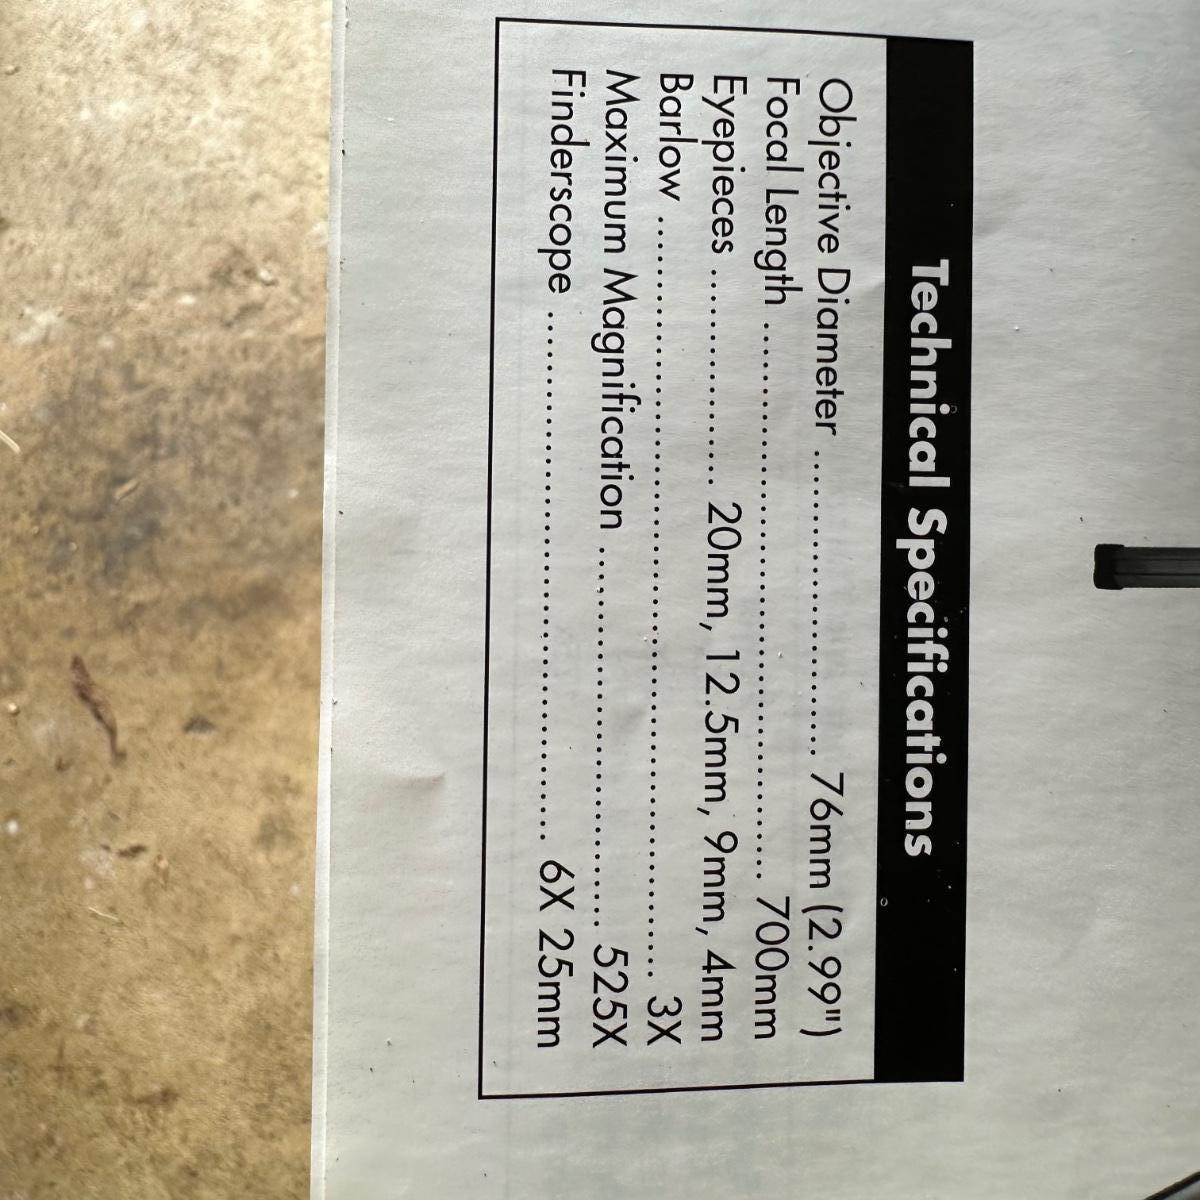 Technical Specifications
Objective Diameter .............................. 76mm (2.99")
Focal Length ........................................................ 700mm
Eyepieces .................. 20mm, 12.5mm, 9mm, 4mm
Barlow .......................................................................... 3X
Maximum Magnification ..................................... 525X
Finderscope .................................................... 6X 25mm